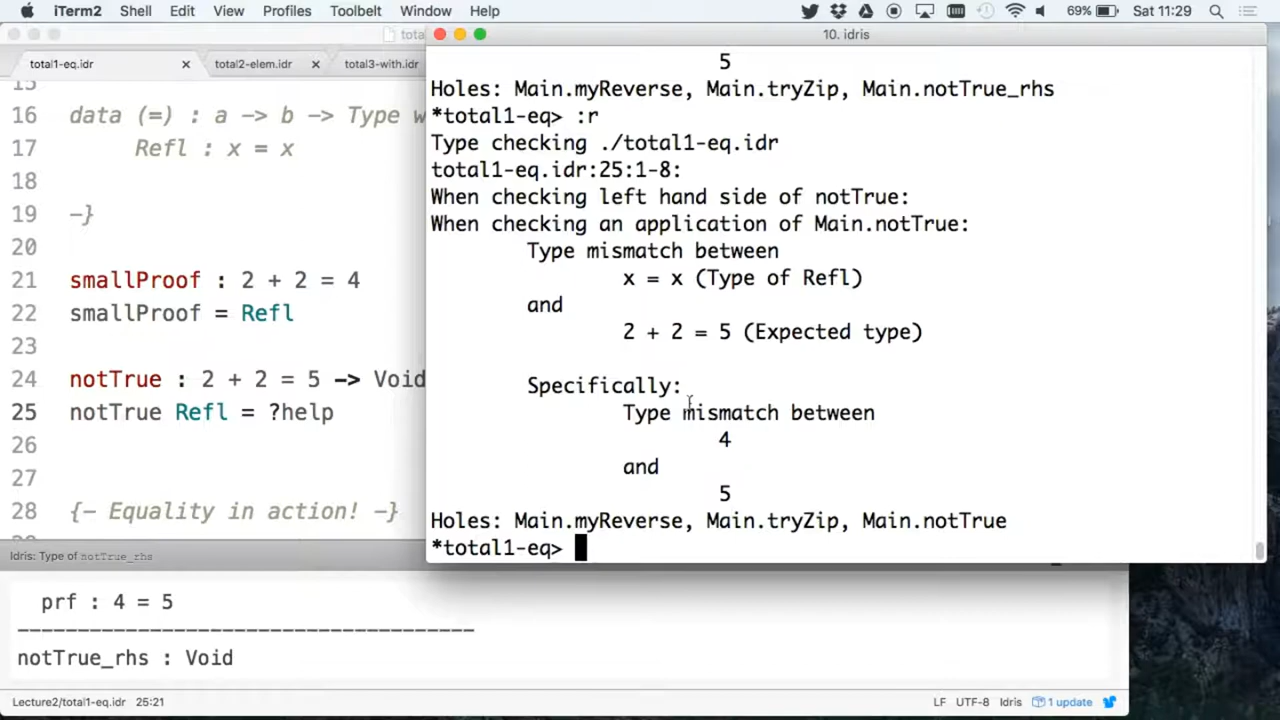 iTerm2 Shell Edit View Profiles Toolbelt Window Help 69% Sat 11:29
tota
10. idris
total1-eq.idr × total2-elem.idr × total3-with.idr
15
16 data (=) : a -> b -> Type w
17 Refl : x = x
18
19 -}
20
21 smallProof : 2 + 2 = 4
22 smallProof = Refl
23
24 notTrue : 2 + 2 = 5 -> Void
25 notTrue Refl = ?help
26
27
28 {- Equality in action! -}
5
Holes: Main.myReverse, Main.tryZip, Main.notTrue_rhs
*total1-eq> :r
Type checking ./total1-eq.idr
total1-eq.idr:25:1-8:
When checking left hand side of notTrue:
When checking an application of Main.notTrue:
Type mismatch between
x = x (Type of Refl)
and
2 + 2 = 5 (Expected type)
Specifically:
Type mismatch between
4
and
5
Holes: Main.myReverse, Main.tryZip, Main.notTrue
*total1-eq>
Idris: Type of notTrue_rhs
prf : 4 = 5
--------------------------------------
notTrue_rhs : Void
Lecture2/total1-eq.idr 25:21 LF UTF-8 Idris 1 update